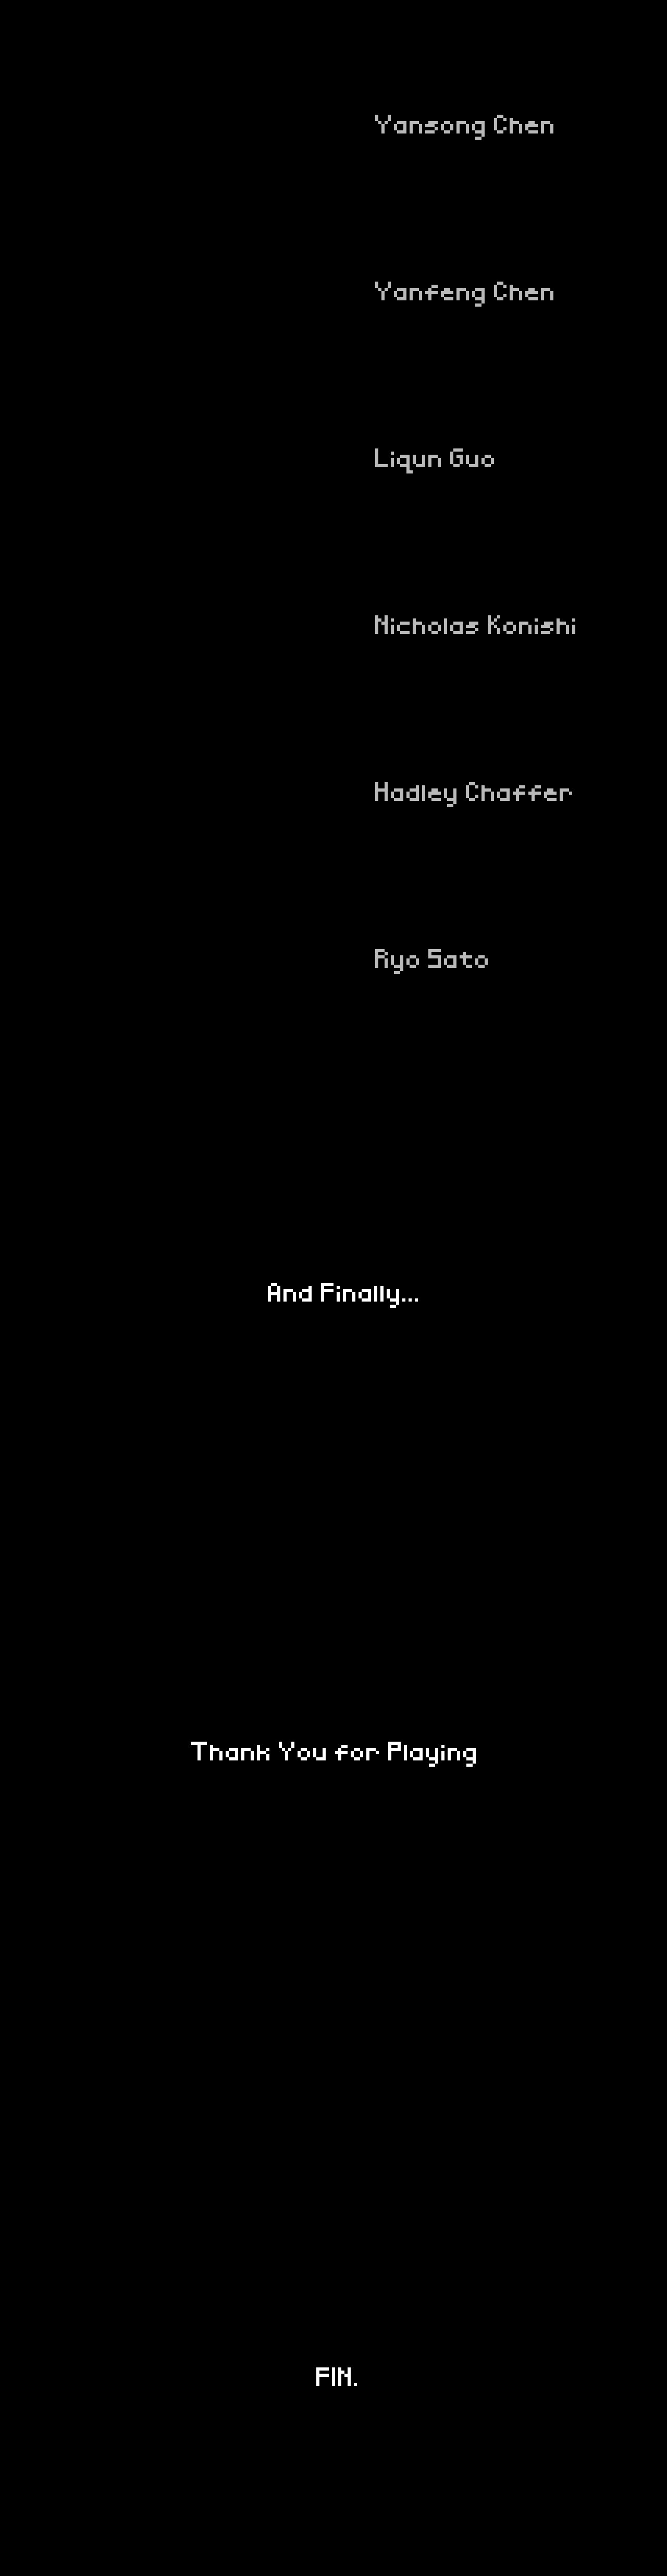 Yansong Chen
Yanfeng Chen
Liqun Guo
Nicholas Konishi
Hadley Chaffer
Ryo Sato
And Finally...
Thank You for Playing
FIN.